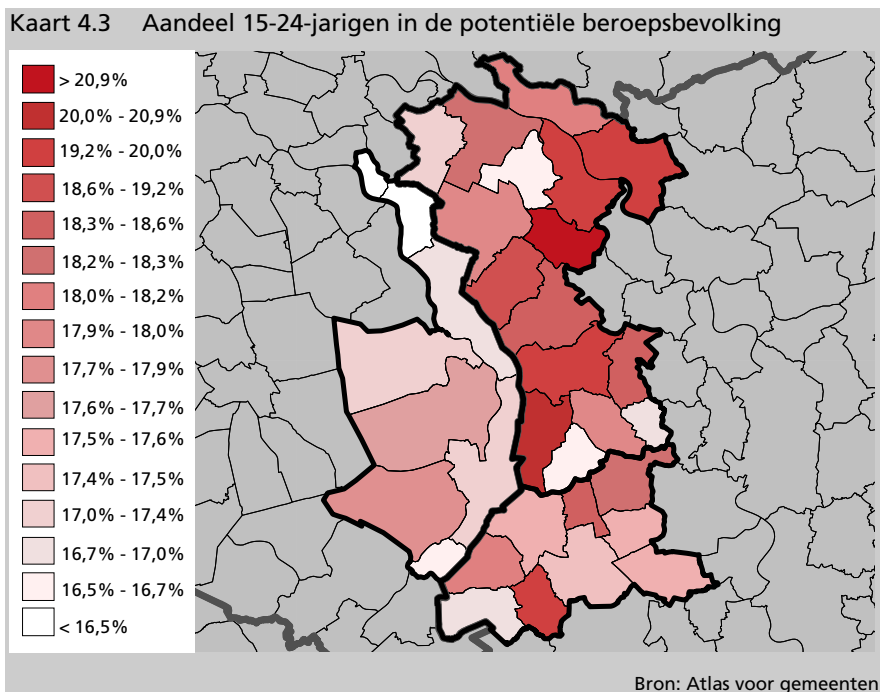 Kaart 4.3 Aandeel 15-24-jarigen in de potentiële beroepsbevolking
> 20,9%
20,0% - 20,9%
19,2% - 20,0%
18,6% - 19,2%
18,3% - 18,6%
18,2% - 18,3%
18,0% - 18,2%
17,9% - 18,0%
17,7% - 17,9%
17,6% - 17,7%
17,5% - 17,6%
17,4% - 17,5%
17,0% - 17,4%
16,7% - 17,0%
16,5% - 16,7%
< 16,5%
Bron: Atlas voor gemeenten